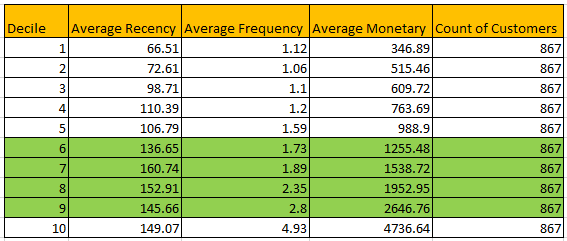 Decile Average Recency Average Frequency Average Monetary Count of Customers
1 66.51 1.12 346.89 867
2 72.61 1.06 515.46 867
3 98.71 1.1 609.72 867
4 110.39 1.2 763.69 867
5 106.79 1.59 988.9 867
6 136.65 1.73 1255.48 867
7 160.74 1.89 1538.72 867
8 152.91 2.35 1952.95 867
9 145.66 2.8 2646.76 867
10 149.07 4.93 4736.64 867